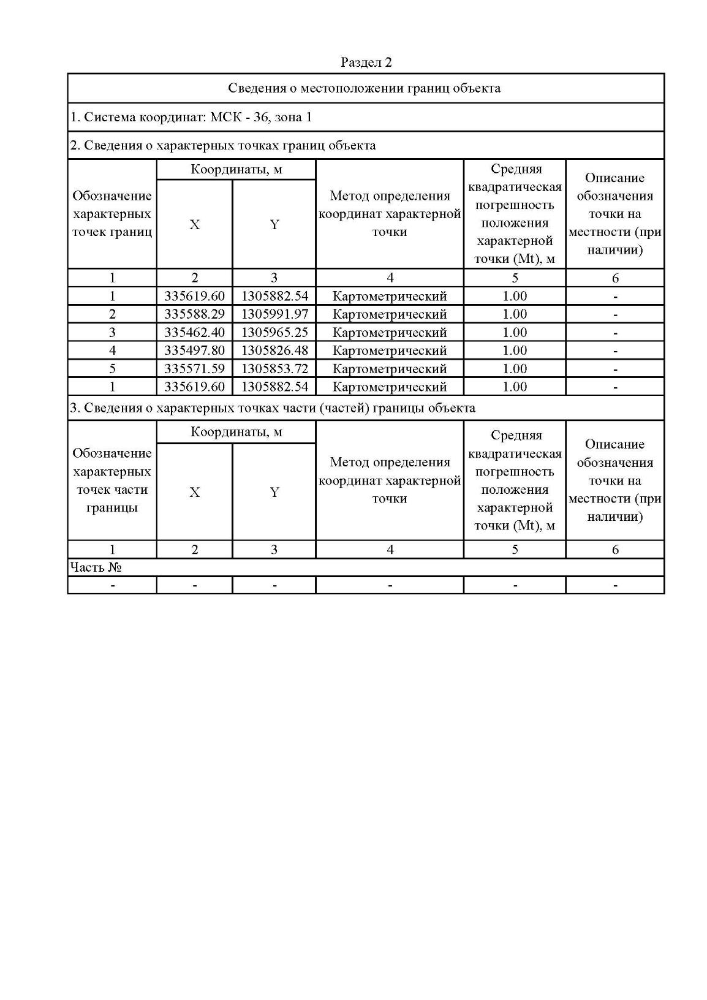 Раздел 2
Сведения о местоположении границ объекта
1. Система координат: МСК - 36, зона 1
2. Сведения о характерных точках границ объекта
Обозначение
характерных
точек границ
Координаты, м
X
Y
Метод определения
координат характерной
точки
Средняя
квадратическая
погрешность
положения
характерной
точки (Mt), м
Описание
обозначения
точки на
местности (при
наличии)
1 2 3 4 5 6
1 335619.60 1305882.54 Картометрический 1.00 -
2 335588.29 1305991.97 Картометрический 1.00 -
3 335462.40 1305965.25 Картометрический 1.00 -
4 335497.80 1305826.48 Картометрический 1.00 -
5 335571.59 1305853.72 Картометрический 1.00 -
1 335619.60 1305882.54 Картометрический 1.00 -
3. Сведения о характерных точках части (частей) границы объекта
Обозначение
характерных
точек части
границы
Координаты, м
X
Y
Метод определения
координат характерной
точки
Средняя
квадратическая
погрешность
положения
характерной
точки (Mt), м
Описание
обозначения
точки на
местности (при
наличии)
1 2 3 4 5 6
Часть №
- - - - - -